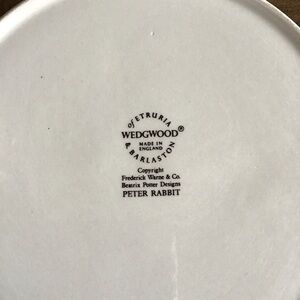 of ETRURIA
WEDGWOOD®
MADE IN
ENGLAND
& BARLASTON
Copyright
Frederick Warne & Co.
Beatrix Potter Designs
PETER RABBIT